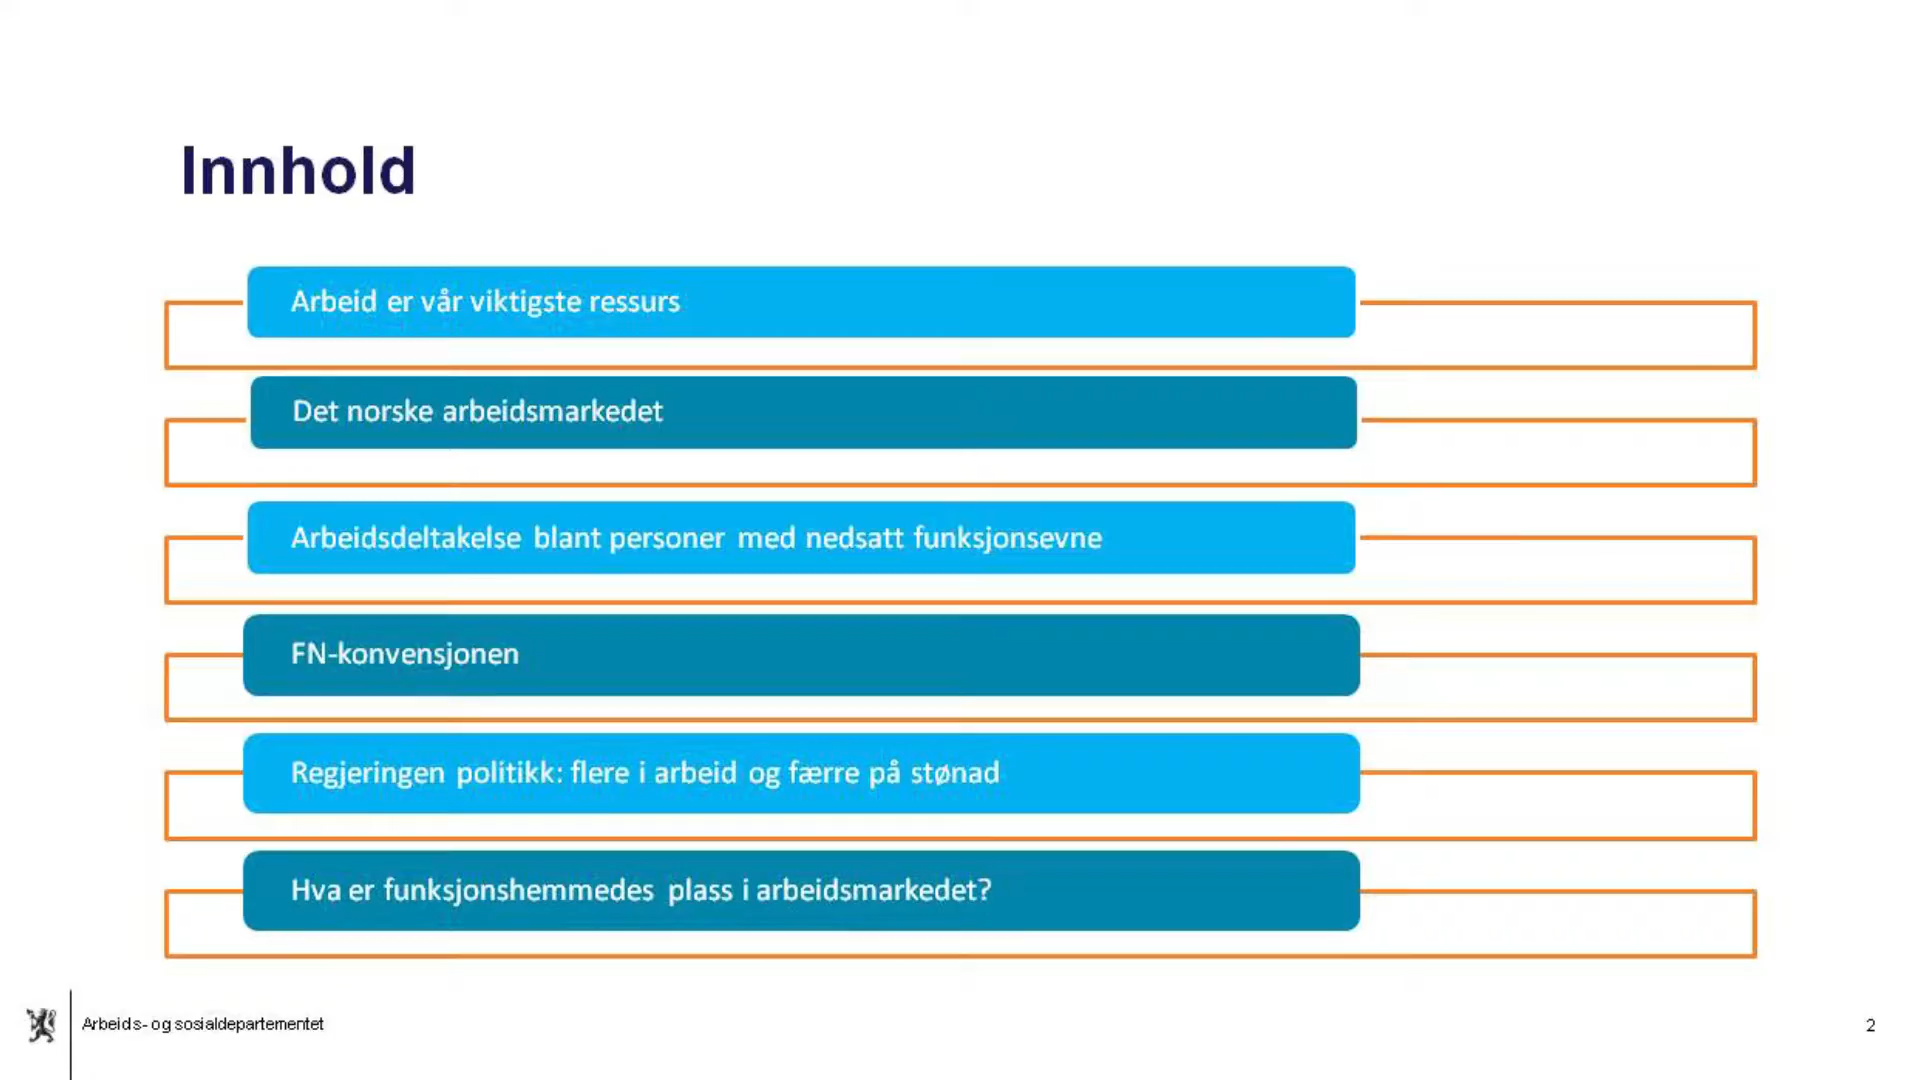 Innhold
Arbeid er vår viktigste ressurs
Det norske arbeidsmarkedet
Arbeidsdeltakelse blant personer med nedsatt funksjonsevne
FN-konvensjonen
Regjeringen politikk: flere i arbeid og færre på stønad
Hva er funksjonshemmedes plass i arbeidsmarkedet?
Arbeids- og sosialdepartementet
2